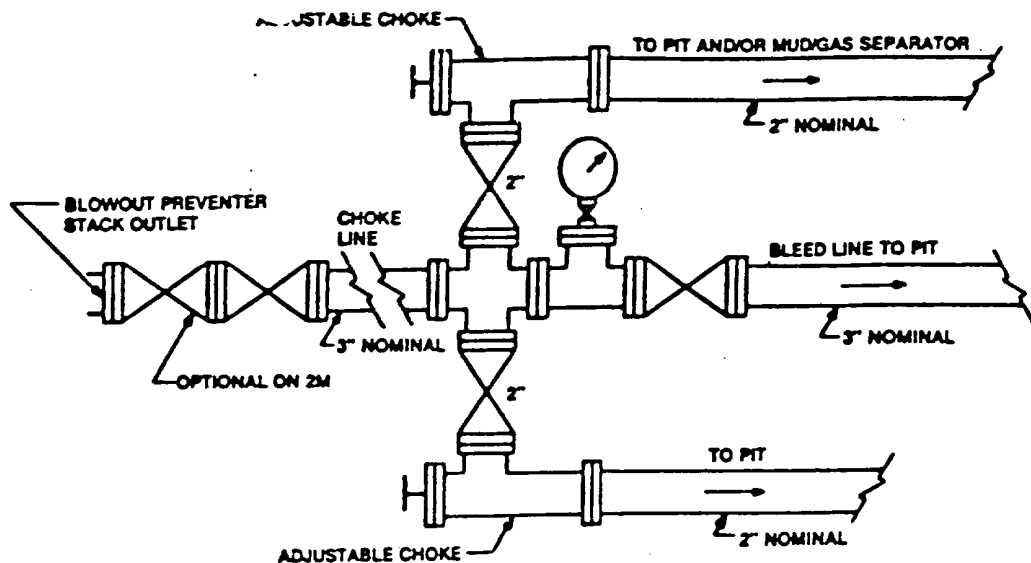 ADJUSTABLE CHOKE
TO PIT AND/OR MUD/GAS SEPARATOR
2" NOMINAL
2"
BLOWOUT PREVENTER
STACK OUTLET
CHOKE
LINE
BLEED LINE TO PIT
3" NOMINAL
3" NOMINAL
OPTIONAL ON 2M
2"
TO PIT
2" NOMINAL
ADJUSTABLE CHOKE